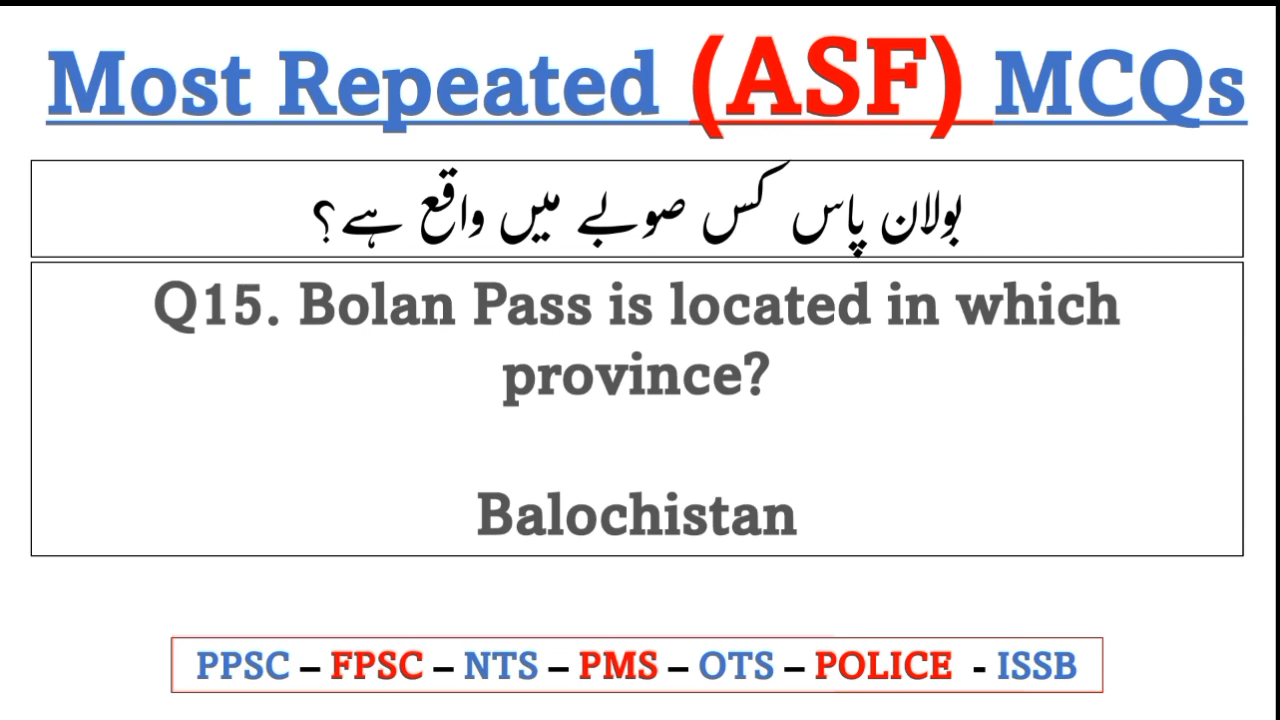 Most Repeated (ASF) MCQs
بولان پاس کس صوبے میں واقع ہے؟
Q15. Bolan Pass is located in which
province?
Balochistan
PPSC – FPSC – NTS – PMS – OTS – POLICE - ISSB